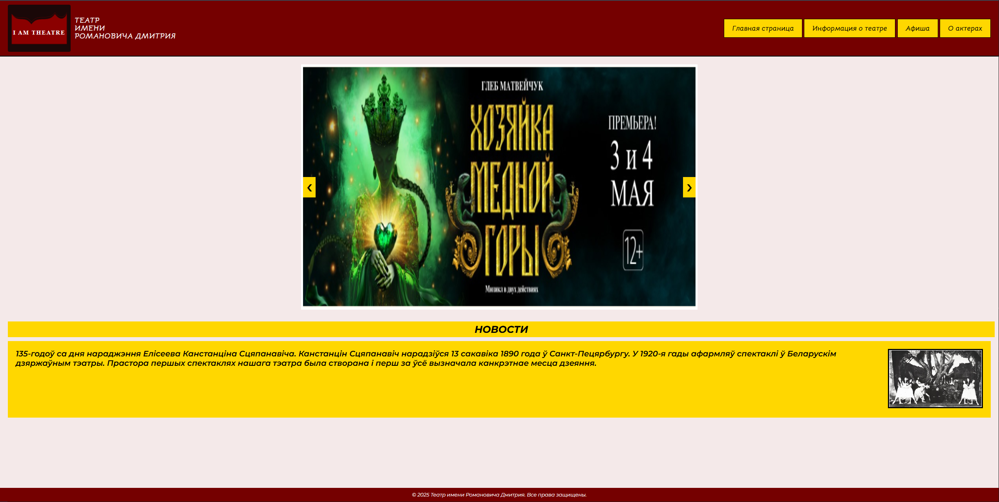 I AM THEATRE
ТЕАТР
ИМЕНИ
РОМАНОВИЧА ДМИТРИЯ
Главная страница
Информация о театре
Афиша
О актерах
ГЛЕБ МАТВЕЙЧУК
ХОЗЯЙКА
МЕДНОЙ
ГОРЫ
Мюзикл в двух действиях
ПРЕМЬЕРА!
3 и 4
МАЯ
12+
❮
❯
НОВОСТИ
135-годоў са дня нараджэння Елісеева Канстанціна Сцяпанавіча. Канстанцін Сцяпанавіч нарадзіўся 13 сакавіка 1890 года ў Санкт-Пецярбургу. У 1920-я гады афармляў спектаклі ў Беларускім
дзяржаўным тэатры. Прастора першых спектаклях нашага тэатра была створана і перш за ўсё вызначала канкрэтнае месца дзеяння.
© 2025 Театр имени Романовича Дмитрия. Все права защищены.